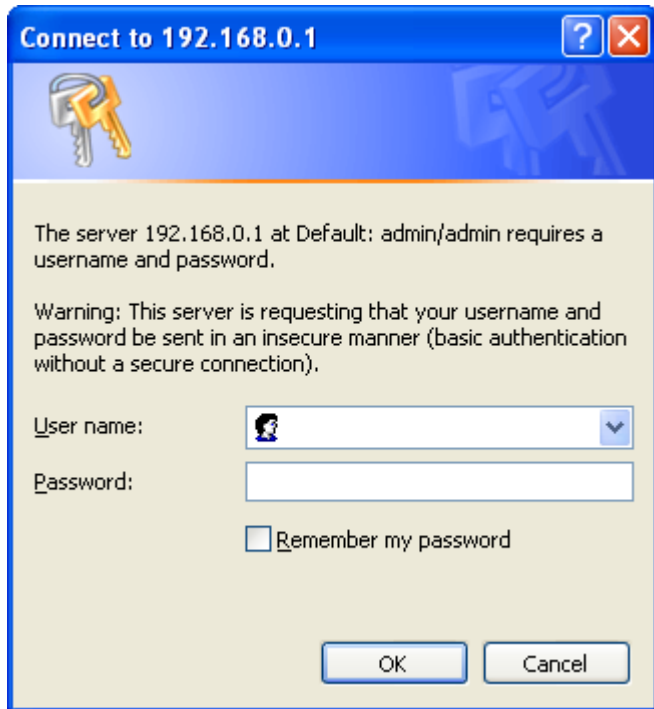 Connect to 192.168.0.1
The server 192.168.0.1 at Default: admin/admin requires a
username and password.
Warning: This server is requesting that your username and
password be sent in an insecure manner (basic authentication
without a secure connection).
User name:
Password:
Remember my password
OK Cancel